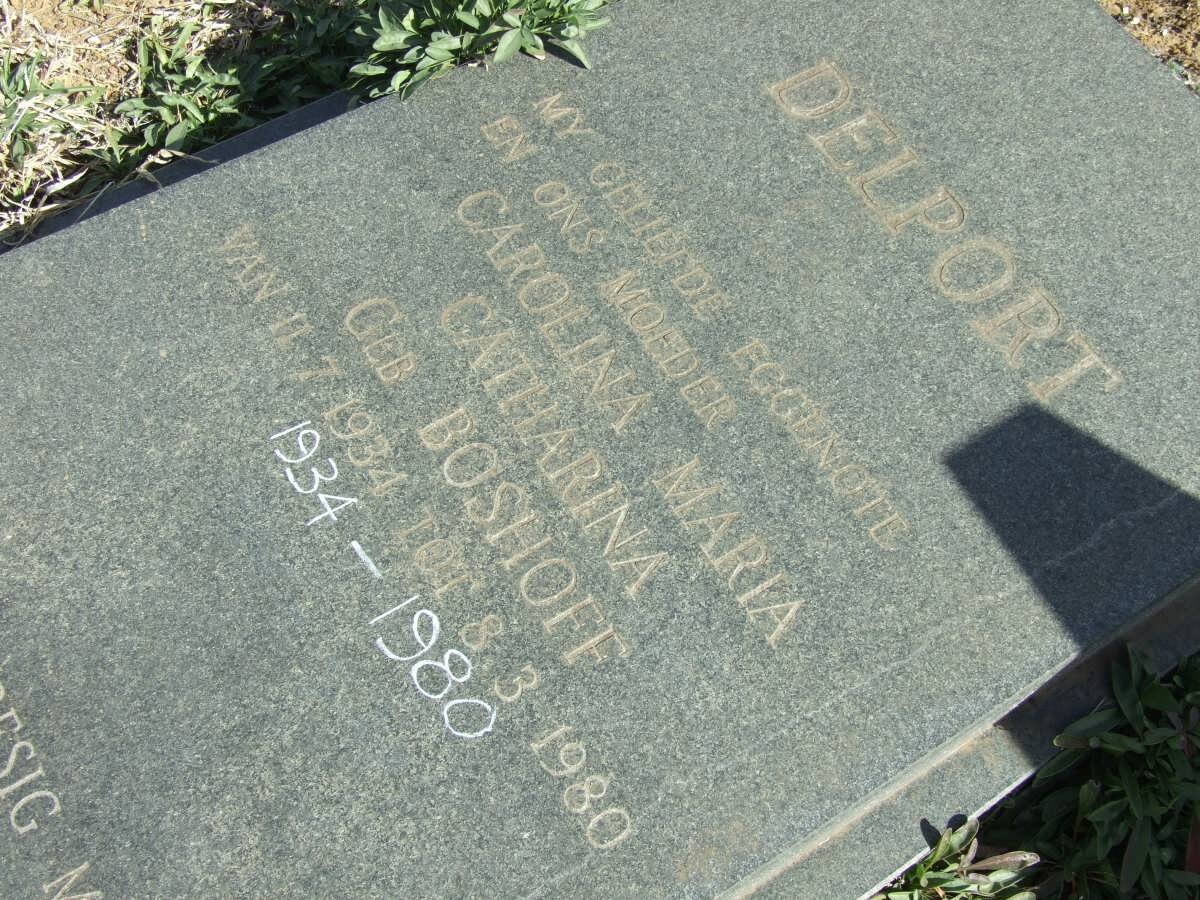 DELPORT
MY GELIEFDE EGGENOTE
EN ONS MOEDER
CAROLINA MARIA
CATHARINA
GEB BOSHOFF
VAN 11 7 1934 TOT 8 3 1980
1934 - 1980